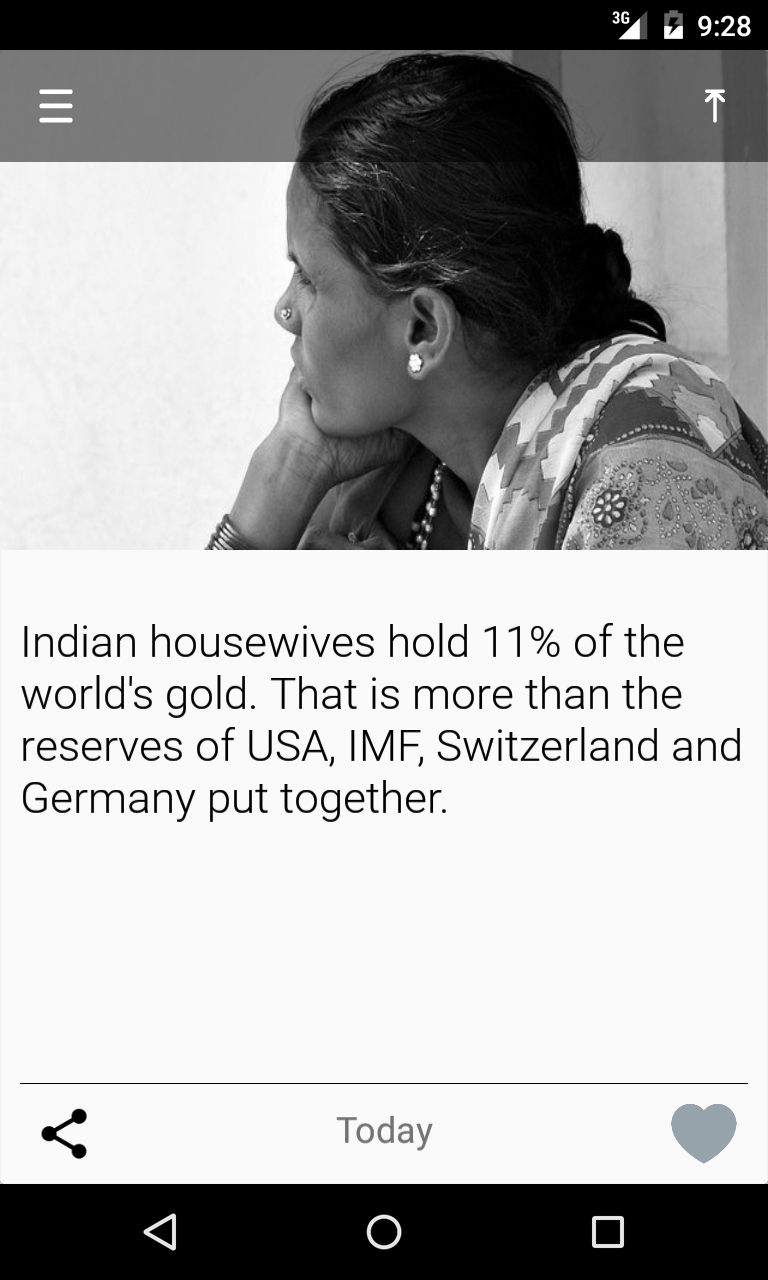 3G 9:28
Indian housewives hold 11% of the
world's gold. That is more than the
reserves of USA, IMF, Switzerland and
Germany put together.
Today